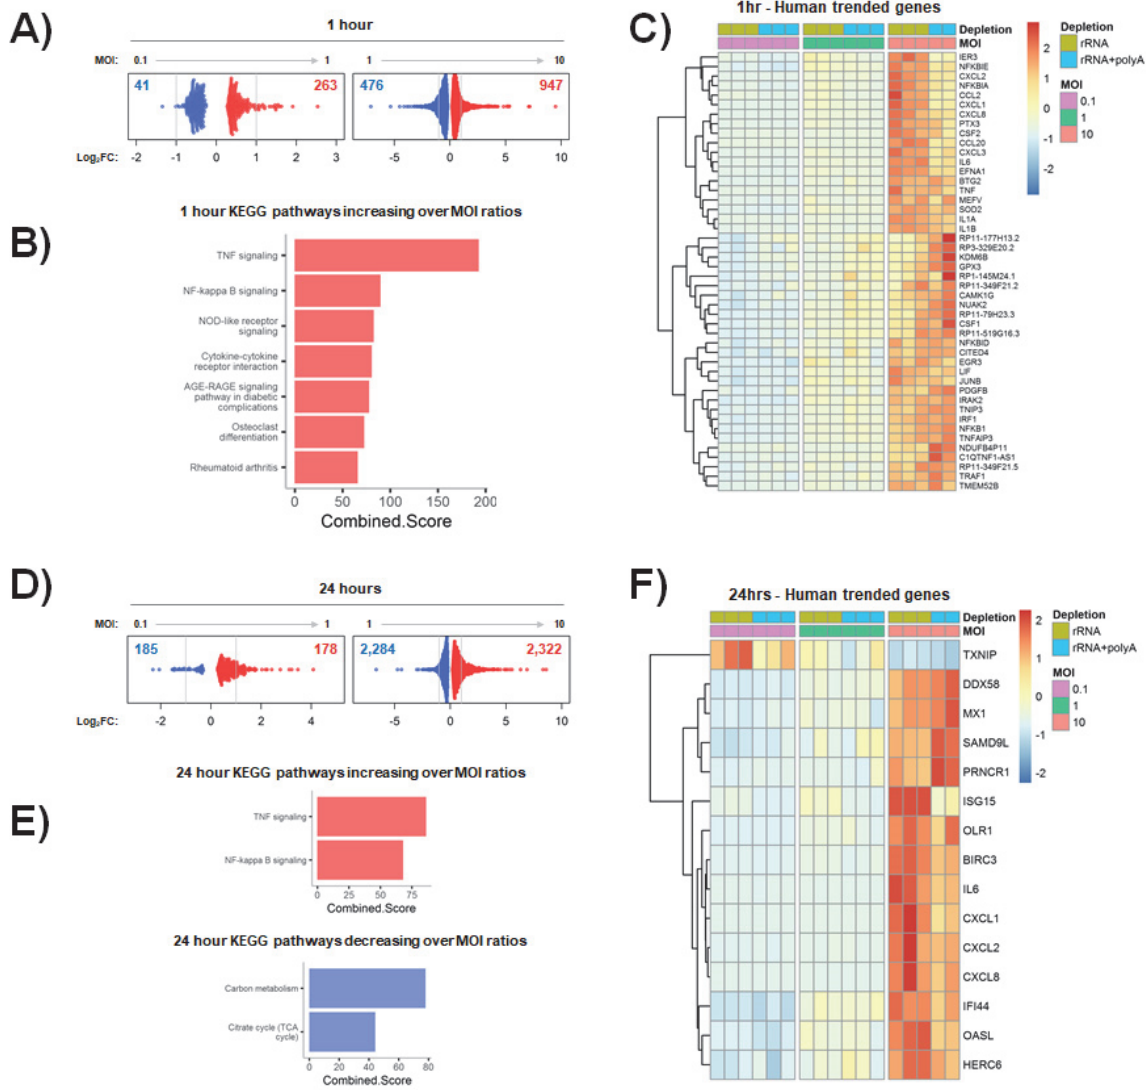 A)
1 hour
MOI: 0.1 1 1 10
41 263 476 947
Log₂FC: -2 -1 0 1 2 3 -5 0 5 10
B)
1 hour KEGG pathways increasing over MOI ratios
TNF signaling
NF-kappa B signaling
NOD-like receptor
signaling
Cytokine-cytokine
receptor interaction
AGE-RAGE signaling
pathway in diabetic
complications
Osteoclast
differentiation
Rheumatoid arthritis
0 50 100 150 200
Combined.Score
C)
1hr - Human trended genes
Depletion
MOI
IER3
NFKBIE
CXCL2
NFKBIA
CCL2
CXCL1
CXCL8
PTX3
CSF2
CCL20
CXCL3
IL6
EFNA1
BTG2
TNF
MEFV
SOD2
IL1A
IL1B
RP11-177H13.2
RP3-329E20.2
KDM6B
GPX3
RP1-145M24.1
RP11-349F21.2
CAMK1G
NUAK2
RP11-79H23.3
CSF1
RP11-519G16.3
NFKBID
CITED4
EGR3
LIF
JUNB
PDGFB
IRAK2
TNIP3
IRF1
NFKB1
TNFAIP3
NDUFB4P11
C1QTNF1-AS1
RP11-349F21.5
TRAF1
TMEM52B
2
1
0
-1
-2
Depletion
rRNA
rRNA+polyA
MOI
0.1
1
10
D)
24 hours
MOI: 0.1 1 1 10
185 178 2,284 2,322
Log₂FC: -2 0 2 4 -5 0 5 10
E)
24 hour KEGG pathways increasing over MOI ratios
TNF signaling
NF-kappa B signaling
0 25 50 75
Combined.Score
24 hour KEGG pathways decreasing over MOI ratios
Carbon metabolism
Citrate cycle (TCA
cycle)
0 20 40 60 80
Combined.Score
F)
24hrs - Human trended genes
Depletion
MOI
TXNIP
DDX58
MX1
SAMD9L
PRNCR1
ISG15
OLR1
BIRC3
IL6
CXCL1
CXCL2
CXCL8
IFI44
OASL
HERC6
2
1
0
-1
-2
Depletion
rRNA
rRNA+polyA
MOI
0.1
1
10